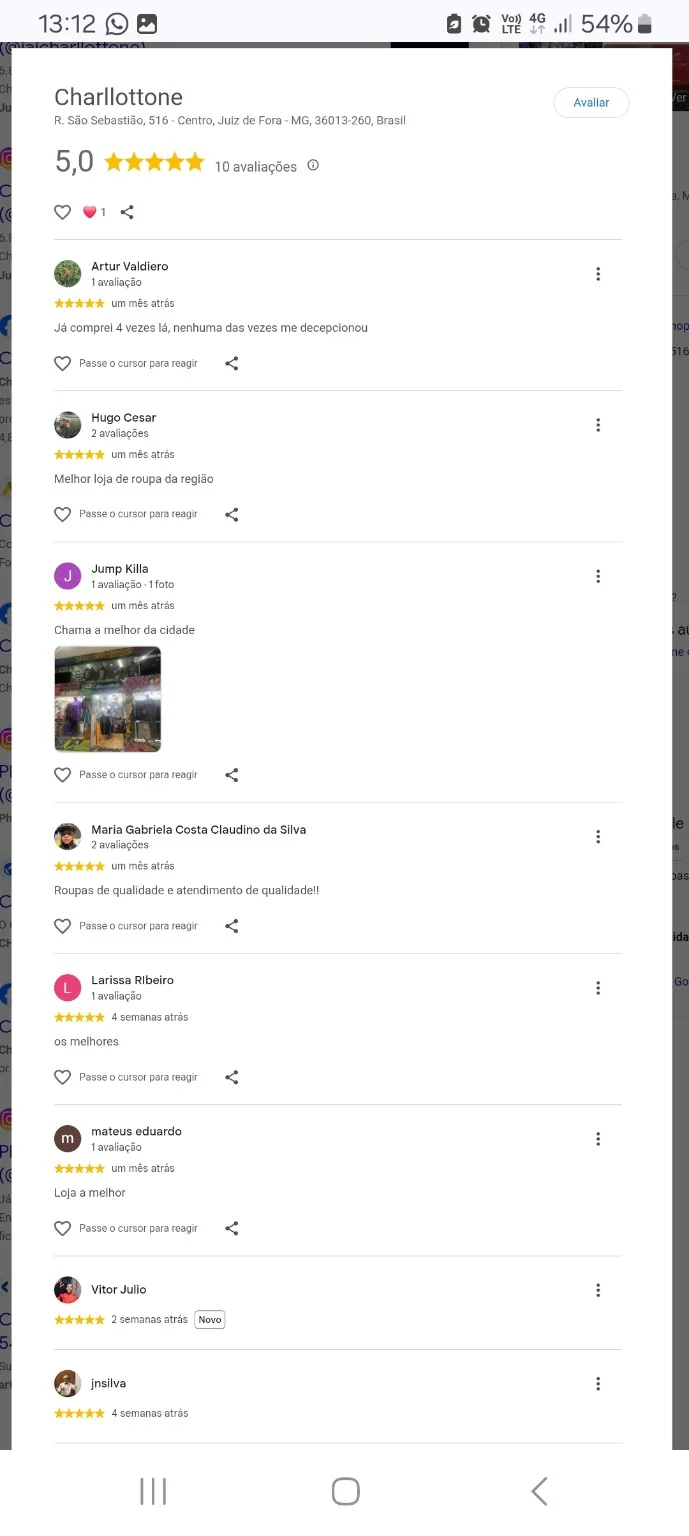 13:12
Vo))
LTE
4G
54%
Charllottone
Avaliar
R. São Sebastião, 516 - Centro, Juiz de Fora - MG, 36013-260, Brasil
5,0
10 avaliações
1
Artur Valdiero
1 avaliação
um mês atrás
Já comprei 4 vezes lá, nenhuma das vezes me decepcionou
Passe o cursor para reagir
Hugo Cesar
2 avaliações
um mês atrás
Melhor loja de roupa da região
Passe o cursor para reagir
J
Jump Killa
1 avaliação · 1 foto
um mês atrás
Chama a melhor da cidade
Passe o cursor para reagir
Maria Gabriela Costa Claudino da Silva
2 avaliações
um mês atrás
Roupas de qualidade e atendimento de qualidade!!
Passe o cursor para reagir
L
Larissa RIbeiro
1 avaliação
4 semanas atrás
os melhores
Passe o cursor para reagir
m
mateus eduardo
1 avaliação
um mês atrás
Loja a melhor
Passe o cursor para reagir
Vitor Julio
2 semanas atrás Novo
jnsilva
4 semanas atrás